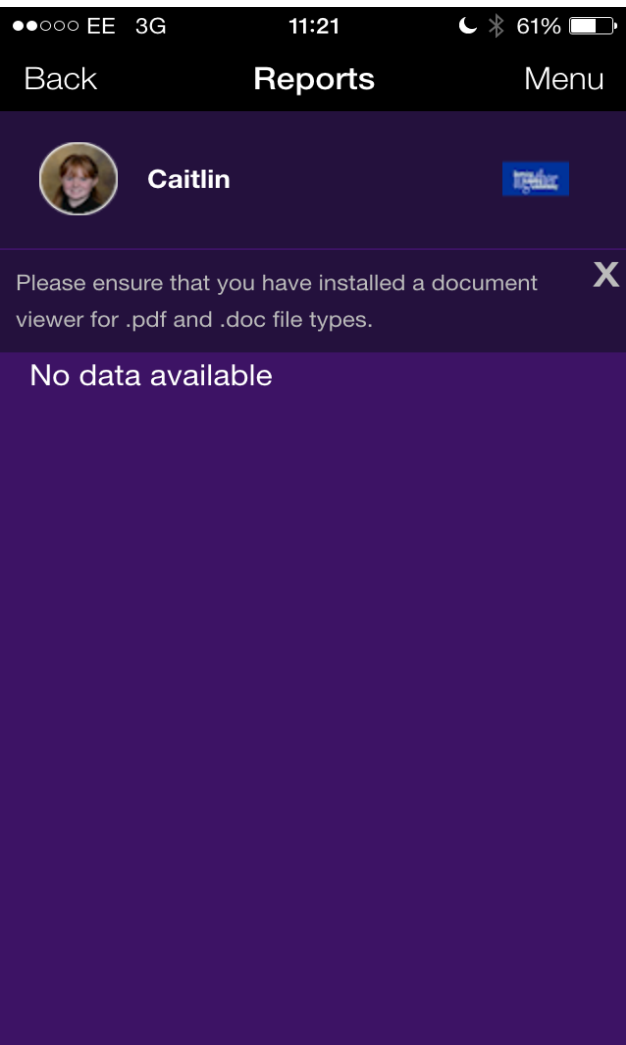 EE 3G 11:21 61%
Back Reports Menu
Caitlin
Please ensure that you have installed a document X
viewer for .pdf and .doc file types.
No data available